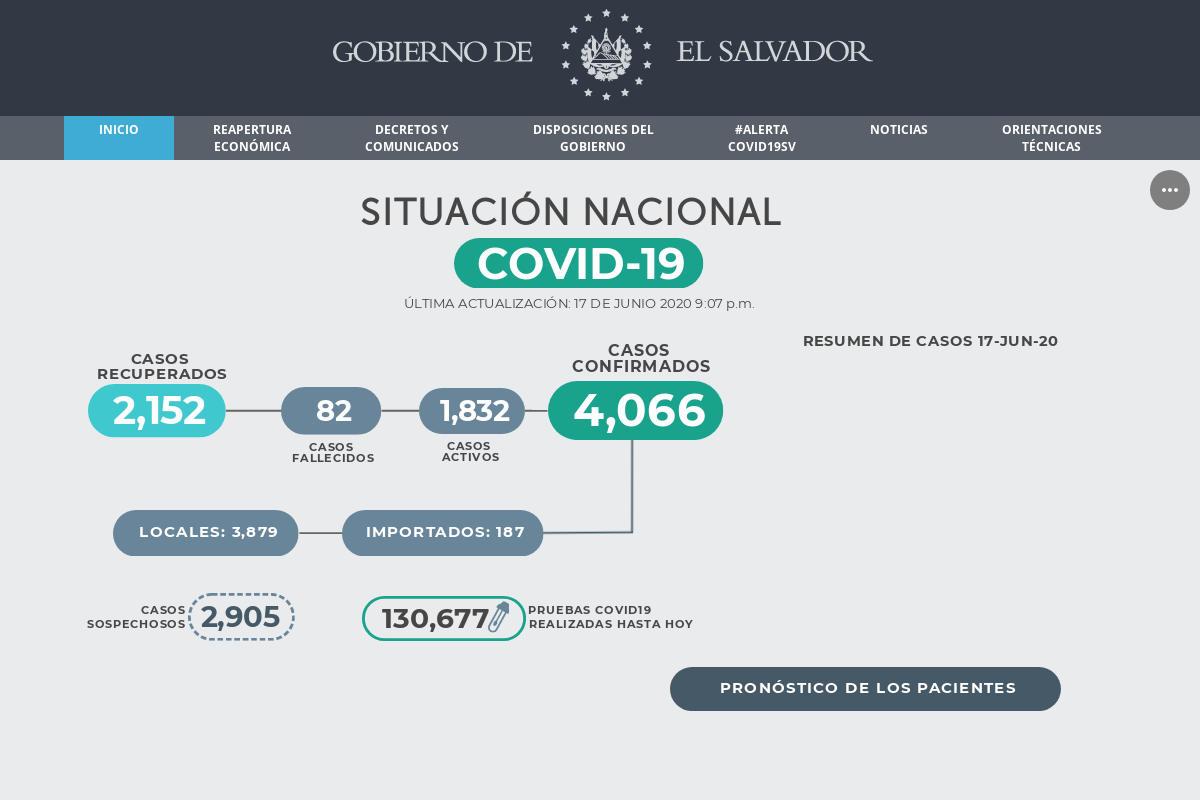 GOBIERNO DE EL SALVADOR
INICIO
REAPERTURA
ECONÓMICA
DECRETOS Y
COMUNICADOS
DISPOSICIONES DEL
GOBIERNO
#ALERTA
COVID19SV
NOTICIAS
ORIENTACIONES
TÉCNICAS
SITUACIÓN NACIONAL
COVID-19
ÚLTIMA ACTUALIZACIÓN: 17 DE JUNIO 2020 9:07 p.m.
RESUMEN DE CASOS 17-JUN-20
CASOS
RECUPERADOS
2,152
82
CASOS
FALLECIDOS
1,832
CASOS
ACTIVOS
CASOS
CONFIRMADOS
4,066
LOCALES: 3,879
IMPORTADOS: 187
CASOS
SOSPECHOSOS
2,905
130,677
PRUEBAS COVID19
REALIZADAS HASTA HOY
PRONÓSTICO DE LOS PACIENTES